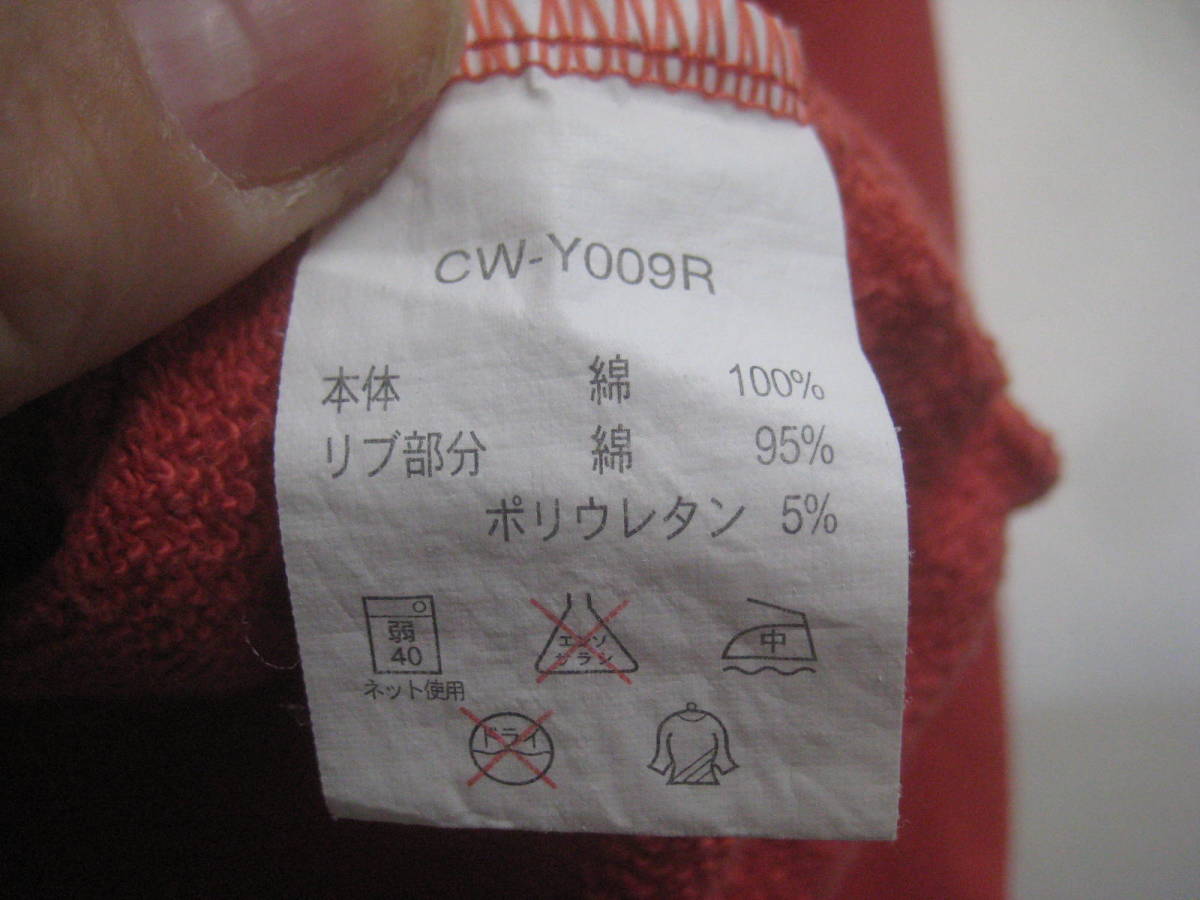 CW-Y009R
本体 綿 100%
リブ部分 綿 95%
ポリウレタン 5%
弱
40
ネット使用
エンソ
サラシ
中
ドライ